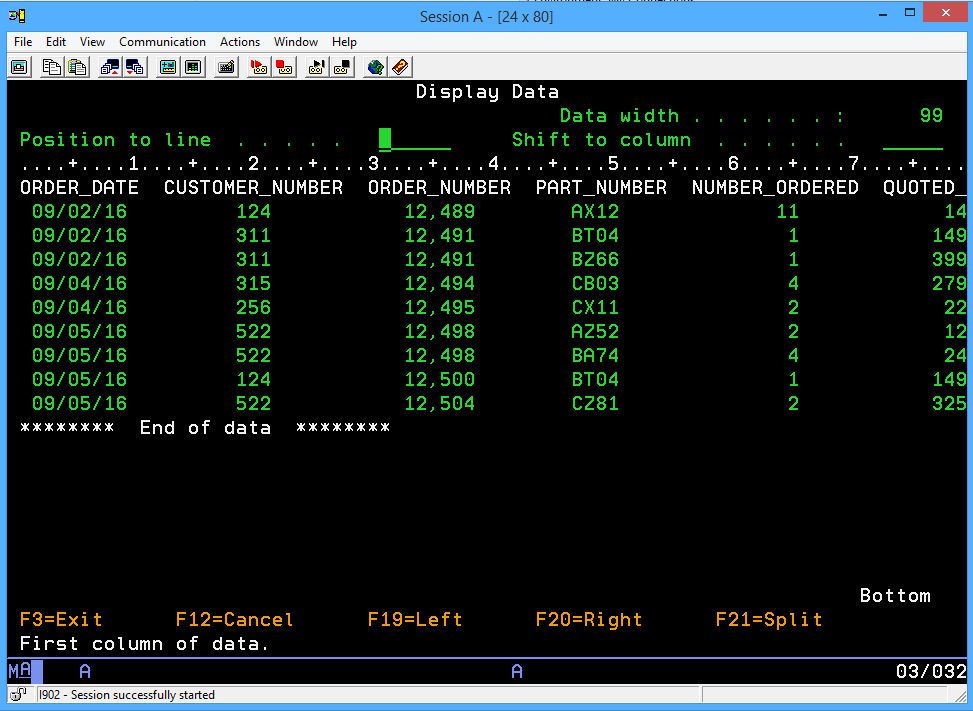 Session A - [24 x 80]
File Edit View Communication Actions Window Help
Display Data
Data width . . . . . . : 99
Position to line . . . . . Shift to column . . . . . .
....+....1....+....2....+....3....+....4....+....5....+....6....+....7....+....
ORDER_DATE CUSTOMER_NUMBER ORDER_NUMBER PART_NUMBER NUMBER_ORDERED QUOTED_
09/02/16 124 12,489 AX12 11 14
09/02/16 311 12,491 BT04 1 149
09/02/16 311 12,491 BZ66 1 399
09/04/16 315 12,494 CB03 4 279
09/04/16 256 12,495 CX11 2 22
09/05/16 522 12,498 AZ52 2 12
09/05/16 522 12,498 BA74 4 24
09/05/16 124 12,500 BT04 1 149
09/05/16 522 12,504 CZ81 2 325
******** End of data ********
Bottom
F3=Exit F12=Cancel F19=Left F20=Right F21=Split
First column of data.
MA A A 03/032
I902 - Session successfully started